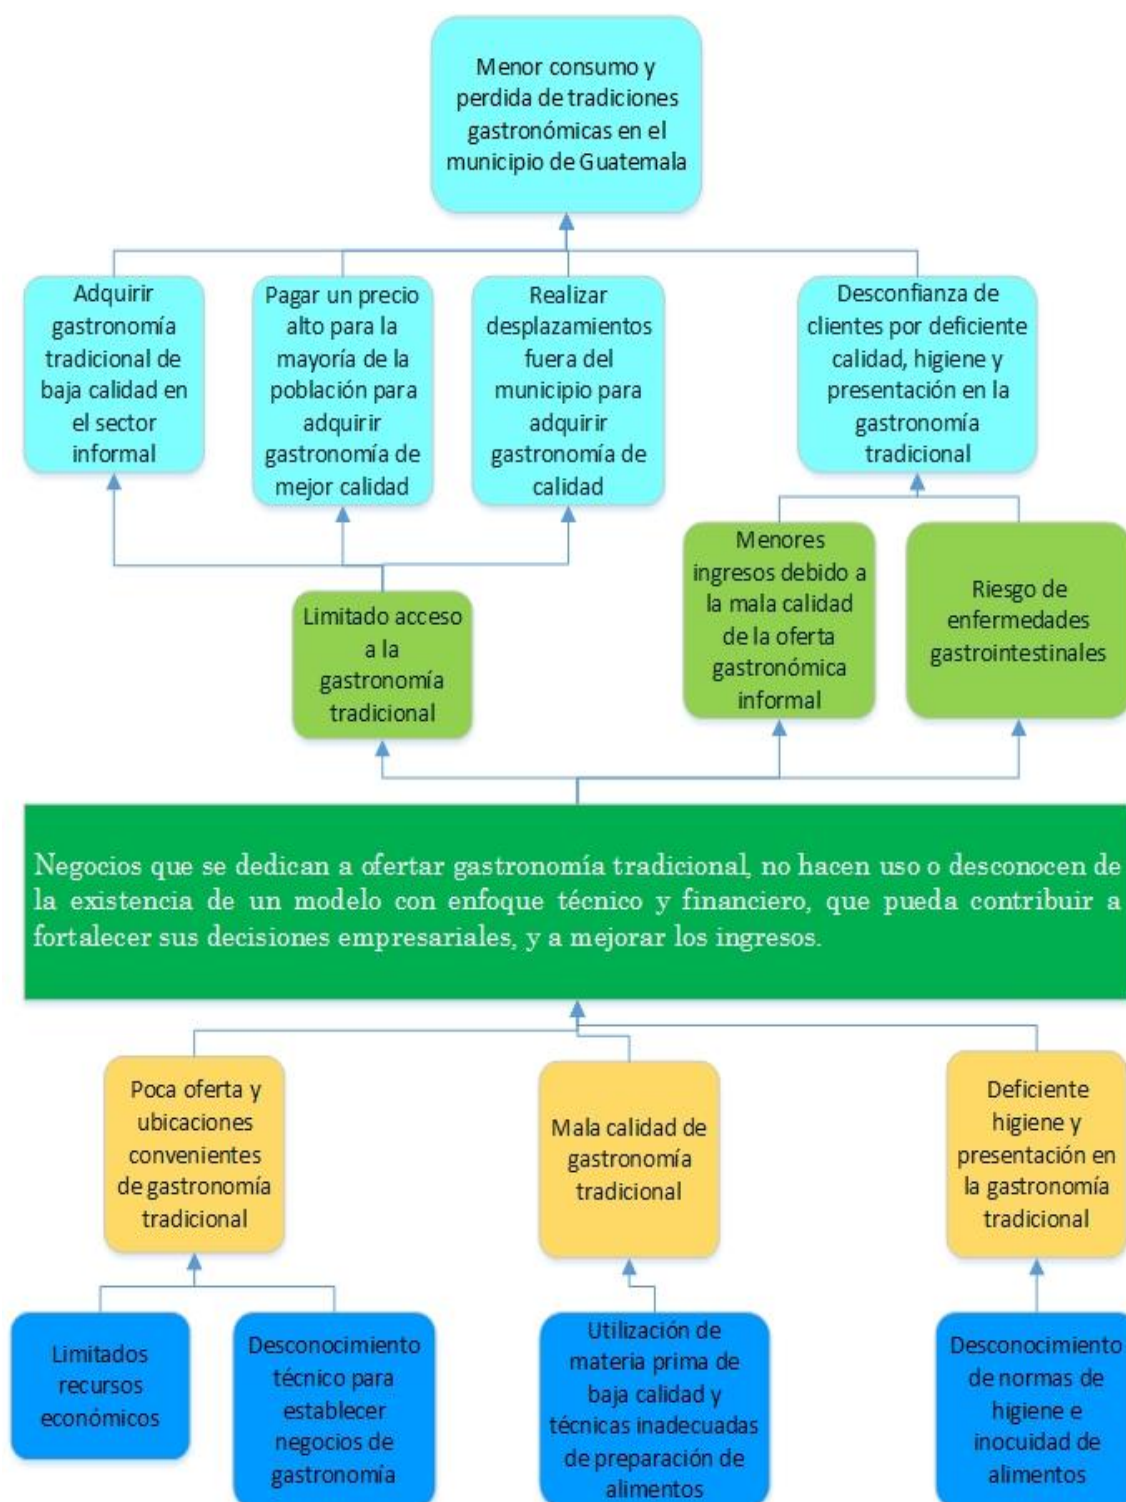 Menor consumo y
perdida de tradiciones
gastronómicas en el
municipio de Guatemala
Adquirir
gastronomía
tradicional de
baja calidad en
el sector
informal
Pagar un precio
alto para la
mayoría de la
población para
adquirir
gastronomía de
mejor calidad
Realizar
desplazamientos
fuera del
municipio para
adquirir
gastronomía de
calidad
Desconfianza de
clientes por deficiente
calidad, higiene y
presentación en la
gastronomía
tradicional
Limitado acceso
a la
gastronomía
tradicional
Menores
ingresos debido a
la mala calidad
de la oferta
gastronómica
informal
Riesgo de
enfermedades
gastrointestinales
Negocios que se dedican a ofertar gastronomía tradicional, no hacen uso o desconocen de
la existencia de un modelo con enfoque técnico y financiero, que pueda contribuir a
fortalecer sus decisiones empresariales, y a mejorar los ingresos.
Poca oferta y
ubicaciones
convenientes
de gastronomía
tradicional
Mala calidad de
gastronomía
tradicional
Deficiente
higiene y
presentación en
la gastronomía
tradicional
Limitados
recursos
económicos
Desconocimiento
técnico para
establecer
negocios de
gastronomía
Utilización de
materia prima de
baja calidad y
técnicas inadecuadas
de preparación de
alimentos
Desconocimiento
de normas de
higiene e
inocuidad de
alimentos